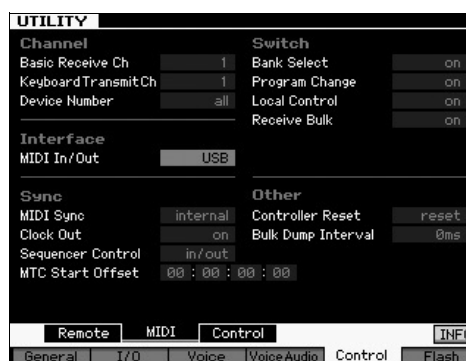 UTILITY
Channel
Basic Receive Ch 1
Keyboard Transmit Ch 1
Device Number all
Switch
Bank Select on
Program Change on
Local Control on
Receive Bulk on
Interface
MIDI In/Out USB
Sync
MIDI Sync internal
Clock Out on
Sequencer Control in/out
MTC Start Offset 00 : 00 : 00 : 00
Other
Controller Reset reset
Bulk Dump Interval 0ms
Remote MIDI Control
General I/O Voice Voice Audio Control Flash